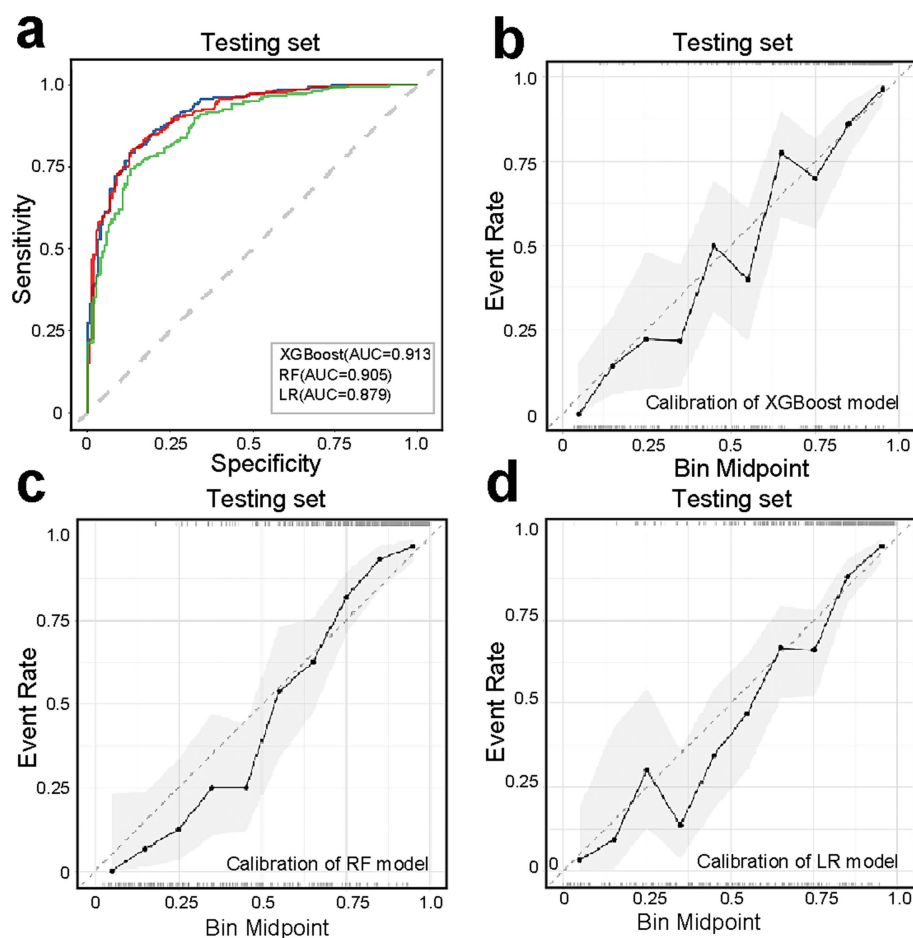 a
Testing set
1.0
0.75
0.5
0.25
0
Sensitivity
XGBoost(AUC=0.913
RF(AUC=0.905)
LR(AUC=0.879)
0
0.25
0.5
0.75
1.0
Specificity
b
Testing set
1.0
0.75
0.5
0.25
0
Event Rate
Calibration of XGBoost model
0
0.25
0.5
0.75
1.0
Bin Midpoint
c
Testing set
1.0
0.75
0.5
0.25
0
Event Rate
Calibration of RF model
0
0.25
0.5
0.75
1.0
Bin Midpoint
d
Testing set
1.0
0.75
0.5
0.25
0
Event Rate
Calibration of LR model
0
0.25
0.5
0.75
1.0
Bin Midpoint